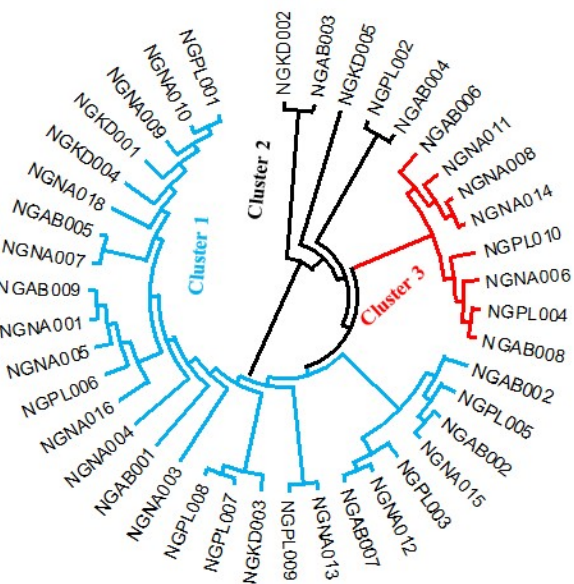 NGKD002
NGAB003
NGKD005
NGPL002
NGAB004
NGAB006
NGNA011
NGNA008
NGNA014
NGPL010
NGNA006
NGPL004
NGAB008
NGAB002
NGPL005
NGAB002
NGNA015
NGPL003
NGNA012
NGAB007
NGNA013
NGPL009
NGKD003
NGPL007
NGPL008
NGNA003
NGAB001
NGNA004
NGNA016
NGPL006
NGNA005
NGNA001
NGAB009
NGNA007
NGAB005
NGNA018
NGKD004
NGKD001
NGNA009
NGNA010
NGPL001
Cluster 1
Cluster 2
Cluster 3